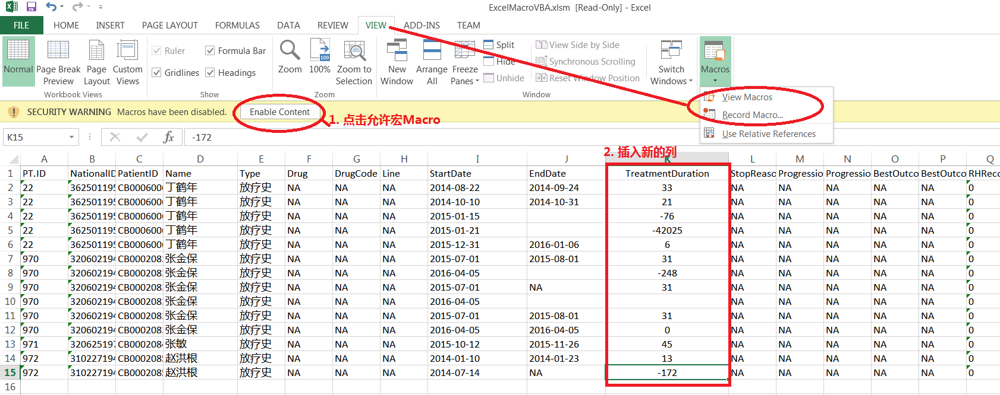 ExcelMacroVBA.xlsm [Read-Only] - Excel
FILE HOME INSERT PAGE LAYOUT FORMULAS DATA REVIEW VIEW ADD-INS TEAM
Normal Page Break Preview Page Layout Custom Views
Workbook Views
Ruler Formula Bar
Gridlines Headings
Show
Zoom 100% Zoom to Selection
Zoom
New Window Arrange All Freeze Panes
Split
Hide
Unhide
View Side by Side
Synchronous Scrolling
Reset Window Position
Window
Switch Windows
Macros
View Macros
Record Macro...
Use Relative References
SECURITY WARNING Macros have been disabled. Enable Content
1. 点击允许宏Macro
K15 fx -172
2. 插入新的列
A B C D E F G H I J K L M N O P Q
1 PT.ID NationalID PatientID Name Type Drug DrugCode Line StartDate EndDate TreatmentDuration StopReaso Progressio Progressio BestOutco BestOutco RHReco
2 22 362501195 CB0006006 丁鹤年 放疗史 NA NA NA 2014-08-22 2014-09-24 33 NA NA NA NA NA 0
3 22 362501195 CB0006006 丁鹤年 放疗史 NA NA NA 2014-10-10 2014-10-31 21 NA NA NA NA NA 0
4 22 362501195 CB0006006 丁鹤年 放疗史 NA NA NA 2015-01-15 -76 NA NA NA NA NA 0
5 22 362501195 CB0006006 丁鹤年 放疗史 NA NA NA 2015-01-21 -42025 NA NA NA NA NA 0
6 22 362501195 CB0006006 丁鹤年 放疗史 NA NA NA 2015-12-31 2016-01-06 6 NA NA NA NA NA 0
7 970 320602194 CB000208 张金保 放疗史 NA NA NA 2015-07-01 2015-08-01 31 NA NA NA NA NA 0
8 970 320602194 CB000208 张金保 放疗史 NA NA NA 2016-04-05 -248 NA NA NA NA NA 0
9 970 320602194 CB000208 张金保 放疗史 NA NA NA 2015-07-01 NA 31 NA NA NA NA NA 0
10 970 320602194 CB000208 张金保 放疗史 NA NA NA 2016-04-05 NA NA NA NA NA 0
11 970 320602194 CB000208 张金保 放疗史 NA NA NA 2015-07-01 2015-08-01 31 NA NA NA NA NA 0
12 970 320602194 CB000208 张金保 放疗史 NA NA NA 2016-04-05 2016-04-05 0 NA NA NA NA NA 0
13 971 320625197 CB000208 张敏 放疗史 NA NA NA 2015-10-12 2015-11-26 45 NA NA NA NA NA 0
14 972 310227194 CB000208 赵洪根 放疗史 NA NA NA 2014-01-10 2014-01-23 13 NA NA NA NA NA 0
15 972 310227194 CB000208 赵洪根 放疗史 NA NA NA 2014-07-14 NA -172 NA NA NA NA NA 0
16